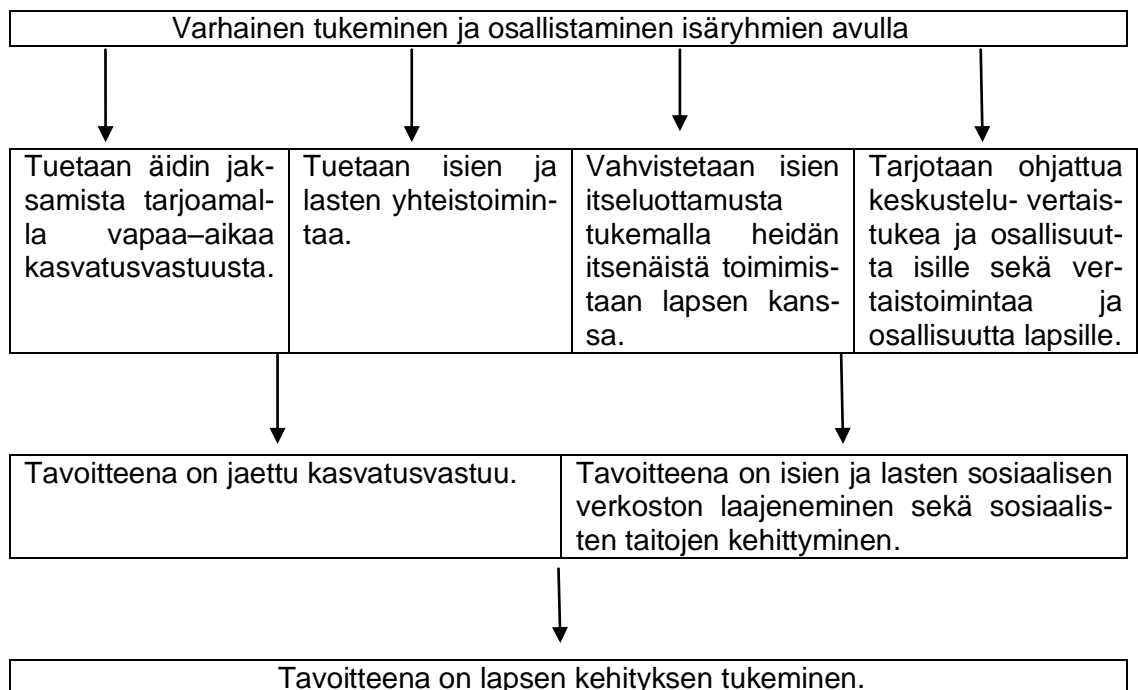 Varhainen tukeminen ja osallistaminen isäryhmien avulla
Tuetaan äidin jak-
samista tarjoamal-
la vapaa–aikaa
kasvatusvastuusta.
Tuetaan isien ja
lasten yhteistoimin-
taa.
Vahvistetaan isien
itseluottamusta
tukemalla heidän
itsenäistä toimimis-
taan lapsen kans-
sa.
Tarjotaan ohjattua
keskustelu- vertais-
tukea ja osallisuut-
ta isille sekä ver-
taistoimintaa ja
osallisuutta lapsille.
Tavoitteena on jaettu kasvatusvastuu.
Tavoitteena on isien ja lasten sosiaalisen
verkoston laajeneminen sekä sosiaalis-
ten taitojen kehittyminen.
Tavoitteena on lapsen kehityksen tukeminen.